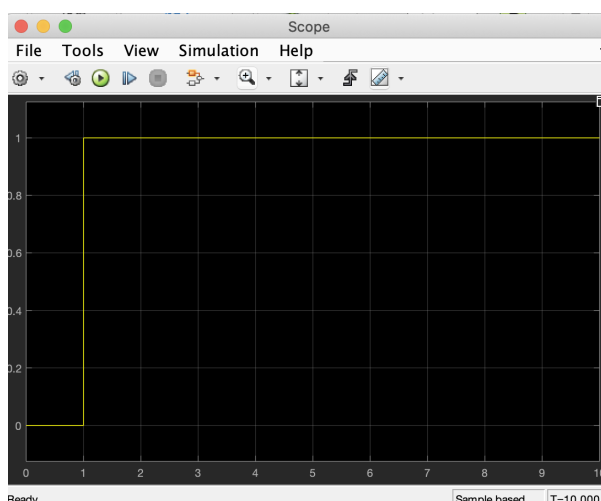 Scope
File Tools View Simulation Help
1
0.8
0.6
0.4
0.2
0
0 1 2 3 4 5 6 7 8 9 10
Ready Sample based T=10.000